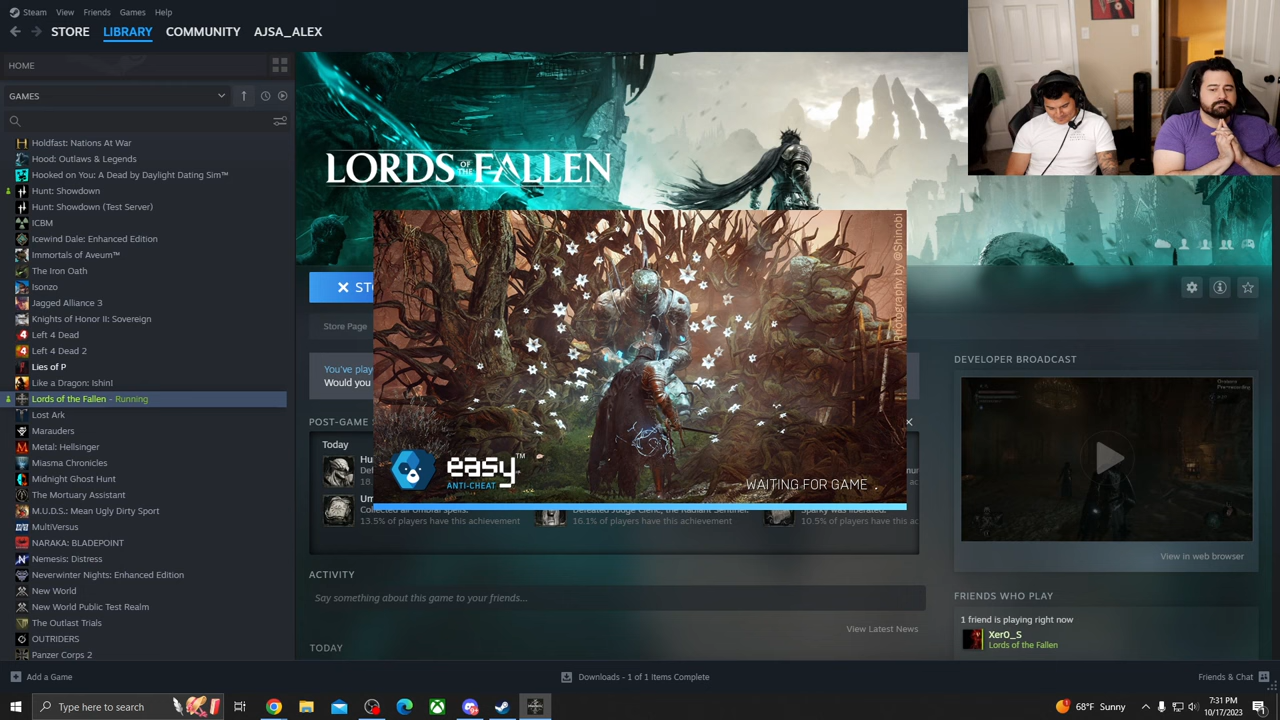 Steam View Friends Games Help
STORE LIBRARY COMMUNITY AJSA_ALEX
HOME
GAMES
Holdfast: Nations At War
Hood: Outlaws & Legends
Hooked on You: A Dead by Daylight Dating Sim™
Hunt: Showdown
Hunt: Showdown (Test Server)
ICBM
Icewind Dale: Enhanced Edition
Immortals of Aveum™
The Iron Oath
Isonzo
Jagged Alliance 3
Knights of Honor II: Sovereign
Left 4 Dead
Left 4 Dead 2
Lies of P
Like a Dragon: Ishin!
Lords of the Fallen - Running
Lost Ark
Marauders
Metal: Hellsinger
Miasma Chronicles
Midnight Ghost Hunt
The Mortuary Assistant
M.U.D.S.: Mean Ugly Dirty Sport
MultiVersus
NARAKA: BLADEPOINT
Nemesis: Distress
Neverwinter Nights: Enhanced Edition
New World
New World Public Test Realm
The Outlast Trials
OUTRIDERS
Panzer Corps 2
Add a Game
LORDS OF THE FALLEN
Store Page
You've play
Would you
POST-GAME
Today
Photography by @Shinobi
easy™
ANTI-CHEAT
WAITING FOR GAME .
Collected all Umbral spells.
13.5% of players have this achievement
Defeated Judge Cleric, the Radiant Sentinel.
16.1% of players have this achievement
Sparky was liberated.
10.5% of players have this ac
ACTIVITY
Say something about this game to your friends...
View Latest News
TODAY
DEVELOPER BROADCAST
View in web browser
FRIENDS WHO PLAY
1 friend is playing right now
Xer0_S
Lords of the Fallen
Downloads - 1 of 1 Items Complete
Friends & Chat
Type here to search
68°F Sunny
7:31 PM
10/17/2023